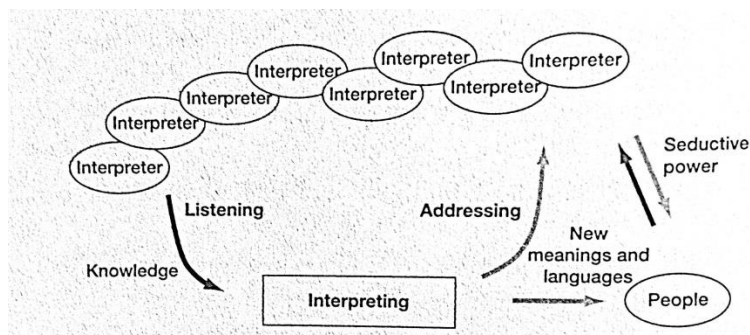 Interpreter
Interpreter
Interpreter
Interpreter
Interpreter
Interpreter
Interpreter
Interpreter
Listening
Knowledge
Interpreting
Addressing
New
meanings and
languages
Seductive
power
People